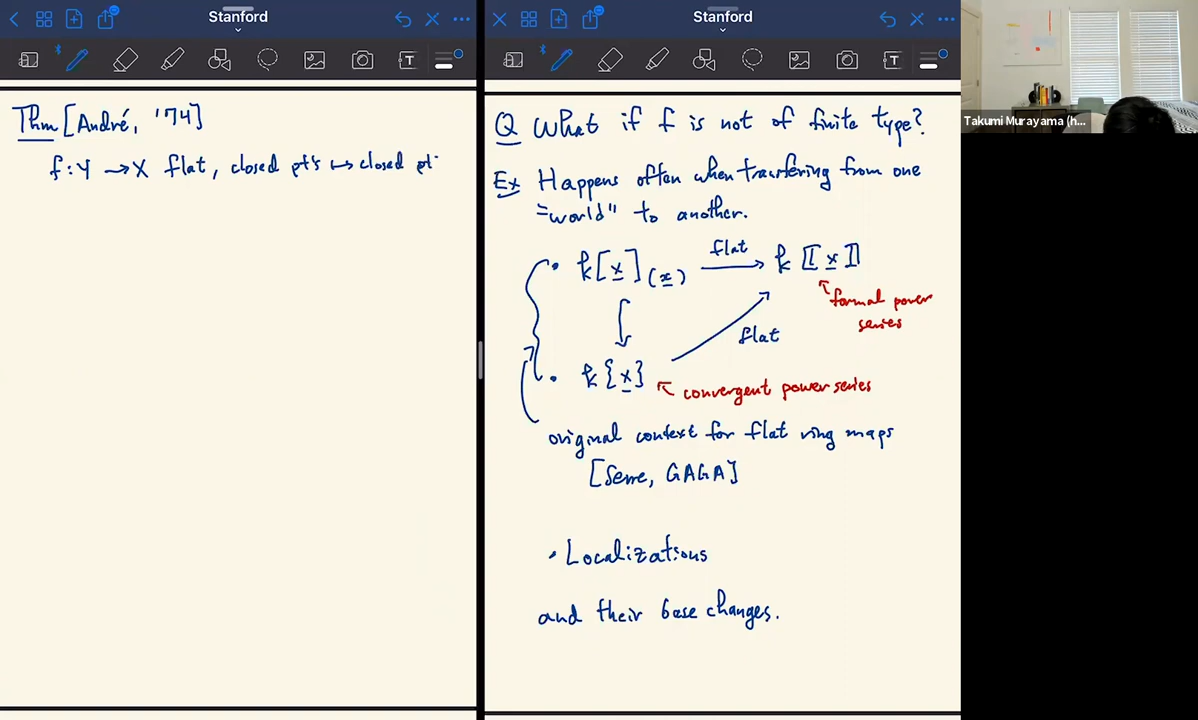 Stanford
Thm [André, '74]
f: Y → X flat, closed pt's ↦ closed pt'
Stanford
Q What if f is not of finite type?
Ex Happens often when transfering from one
"world" to another.
• k[x](x) flat → k[[x]]
formal power
series
flat
• k{x} convergent power series
original context for flat ring maps
[Serre, GAGA]
• Localizations
and their base changes.
Takumi Murayama (h...